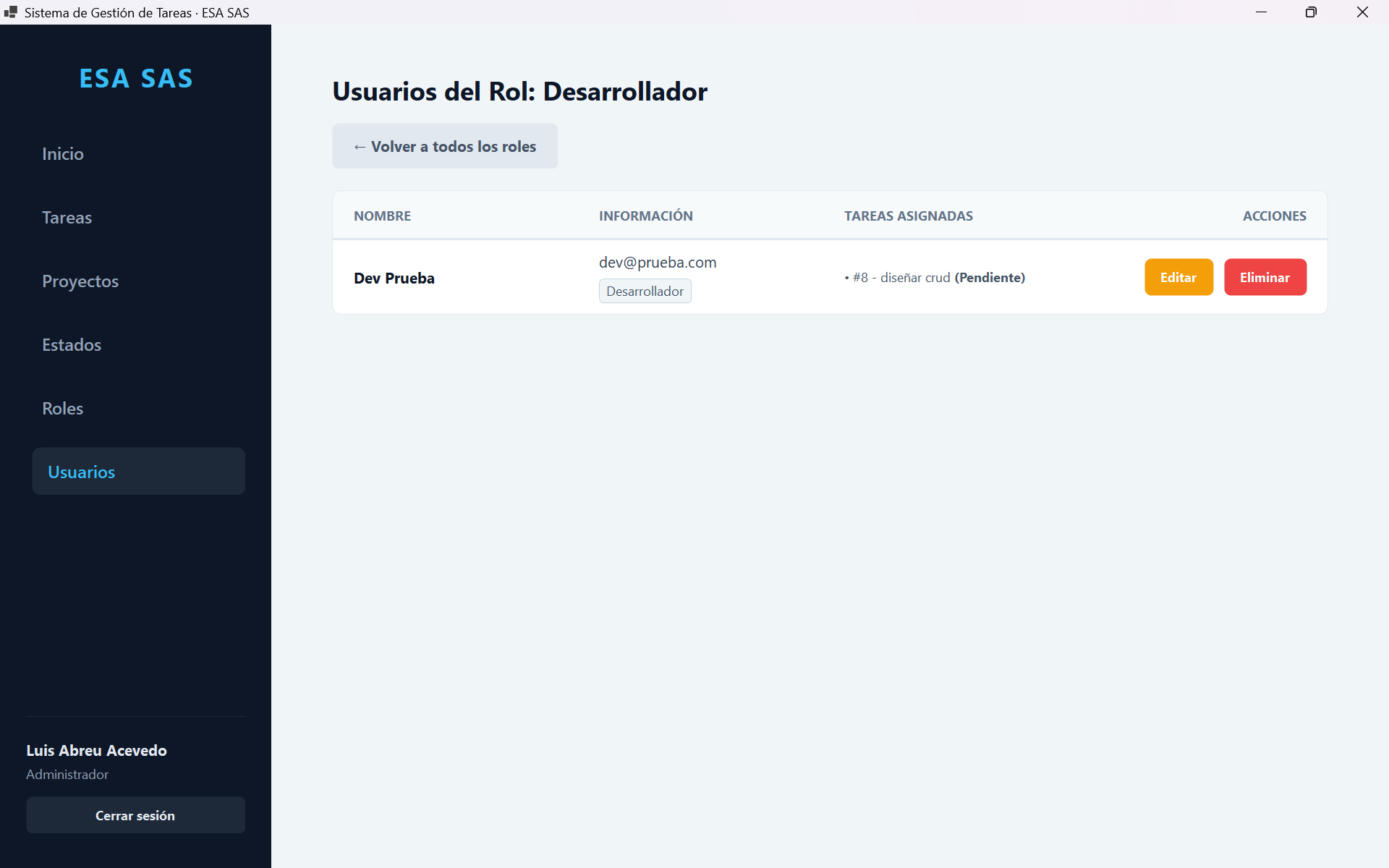 Sistema de Gestión de Tareas · ESA SAS
ESA SAS
Inicio
Tareas
Proyectos
Estados
Roles
Usuarios
Luis Abreu Acevedo
Administrador
Cerrar sesión
Usuarios del Rol: Desarrollador
← Volver a todos los roles
NOMBRE INFORMACIÓN TAREAS ASIGNADAS ACCIONES
Dev Prueba
dev@prueba.com
Desarrollador
• #8 - diseñar crud (Pendiente)
Editar Eliminar